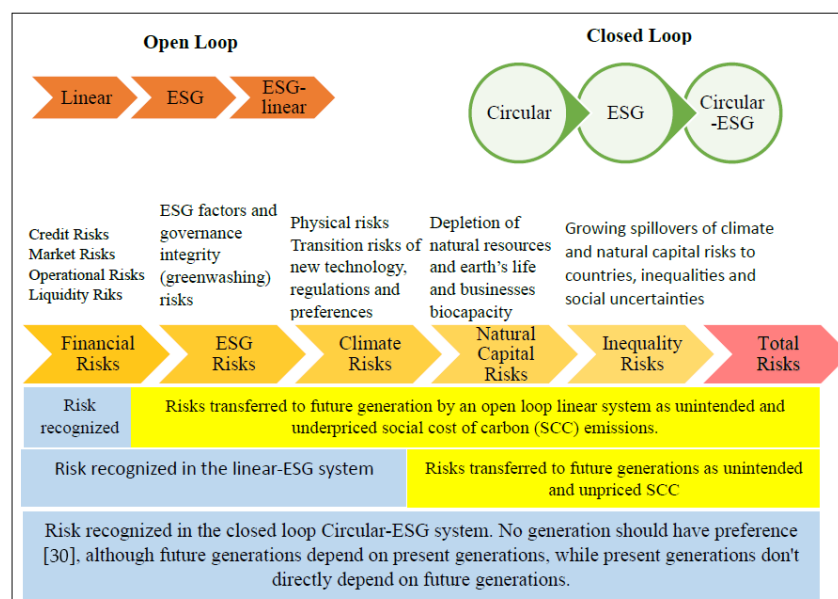 Open Loop
Closed Loop
Linear
ESG
ESG-
linear
Circular
ESG
Circular
-ESG
Credit Risks
Market Risks
Operational Risks
Liquidity Riks
ESG factors and
governance
integrity
(greenwashing)
risks
Physical risks
Transition risks of
new technology,
regulations and
preferences
Depletion of
natural resources
and earth's life
and businesses
biocapacity
Growing spillovers of climate
and natural capital risks to
countries, inequalities and
social uncertainties
Financial
Risks
ESG
Risks
Climate
Risks
Natural
Capital
Risks
Inequality
Risks
Total
Risks
Risk
recognized
Risks transferred to future generation by an open loop linear system as unintended and
underpriced social cost of carbon (SCC) emissions.
Risk recognized in the linear-ESG system
Risks transferred to future generations as unintended
and unpriced SCC
Risk recognized in the closed loop Circular-ESG system. No generation should have preference
[30], although future generations depend on present generations, while present generations don't
directly depend on future generations.